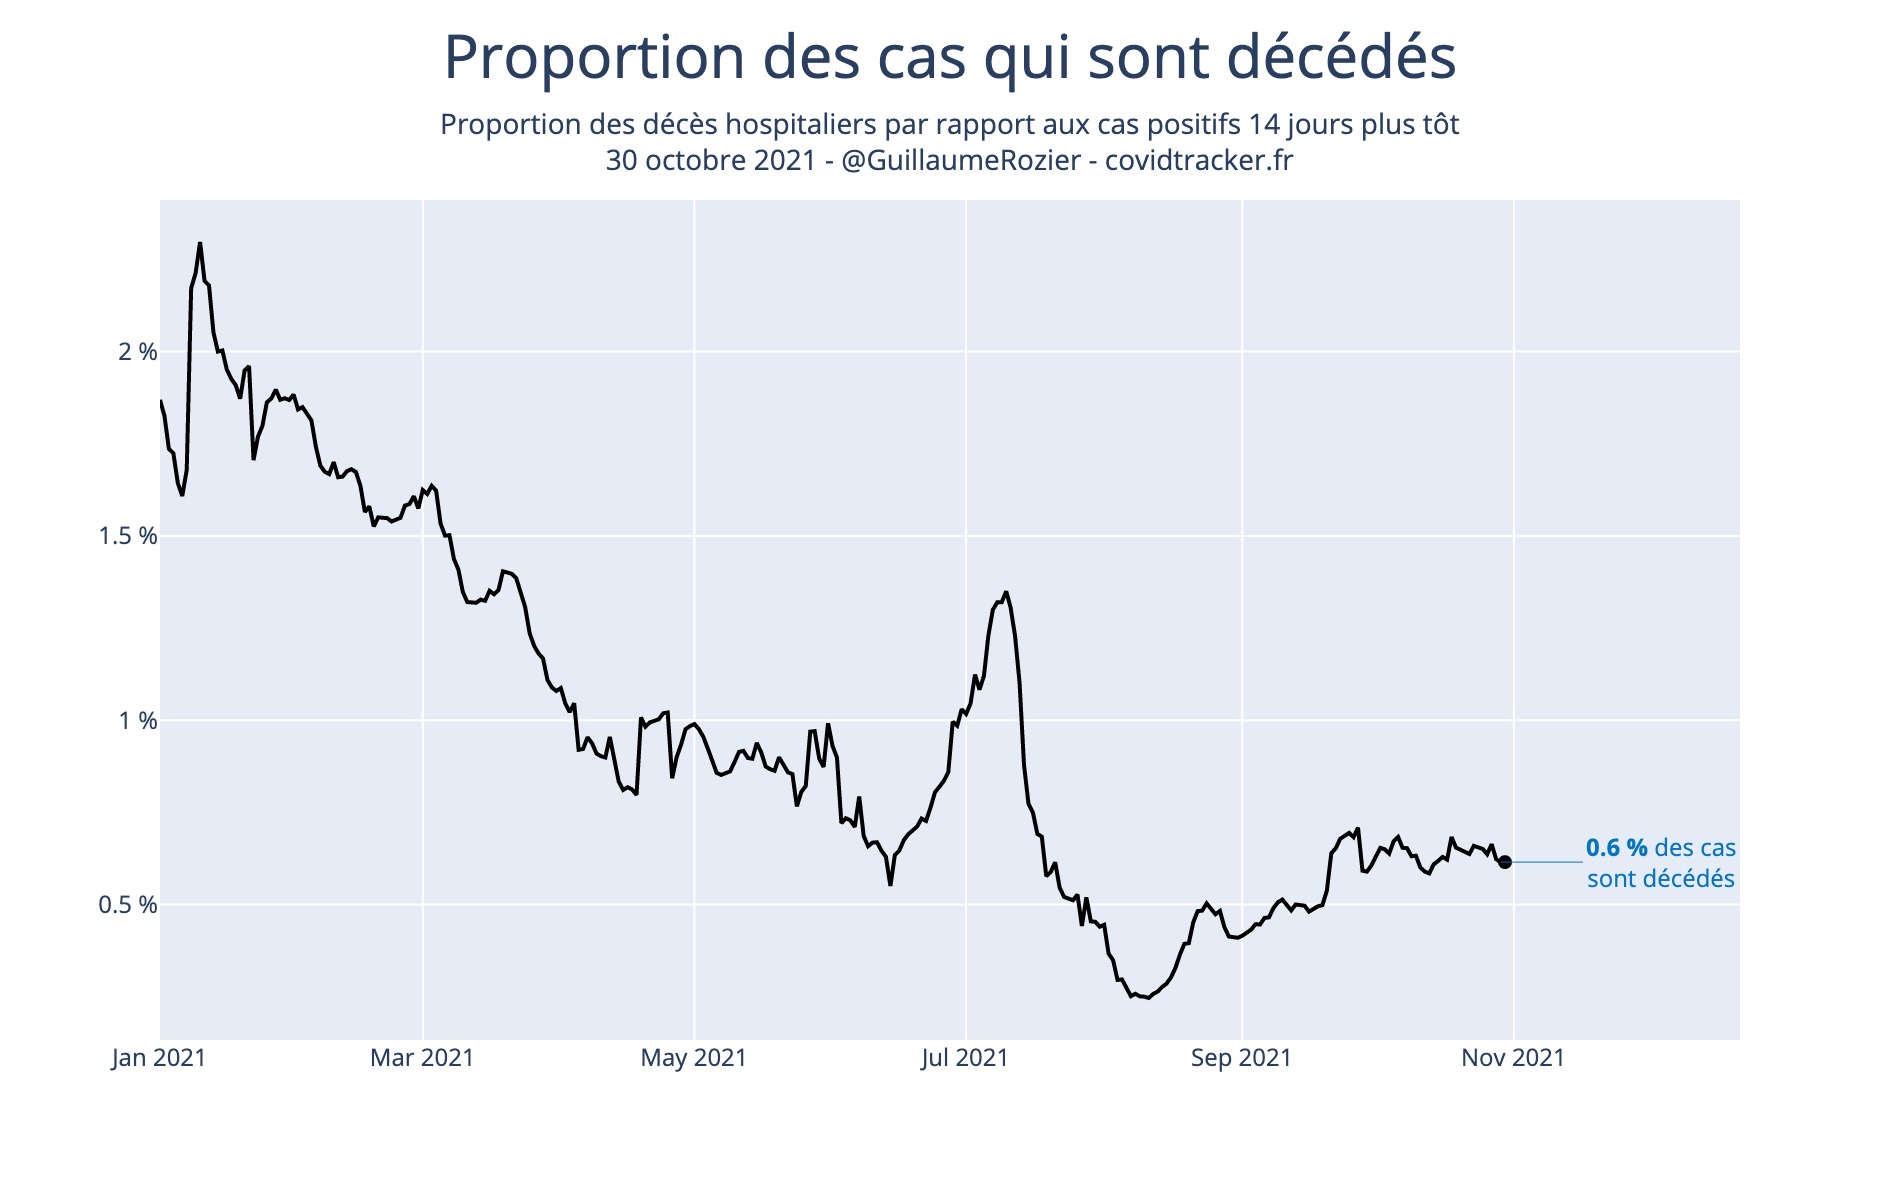 Proportion des cas qui sont décédés
Proportion des décès hospitaliers par rapport aux cas positifs 14 jours plus tôt
30 octobre 2021 - @GuillaumeRozier - covidtracker.fr
2 %
1.5 %
1 %
0.5 %
0.6 % des cas
sont décédés
Jan 2021
Mar 2021
May 2021
Jul 2021
Sep 2021
Nov 2021